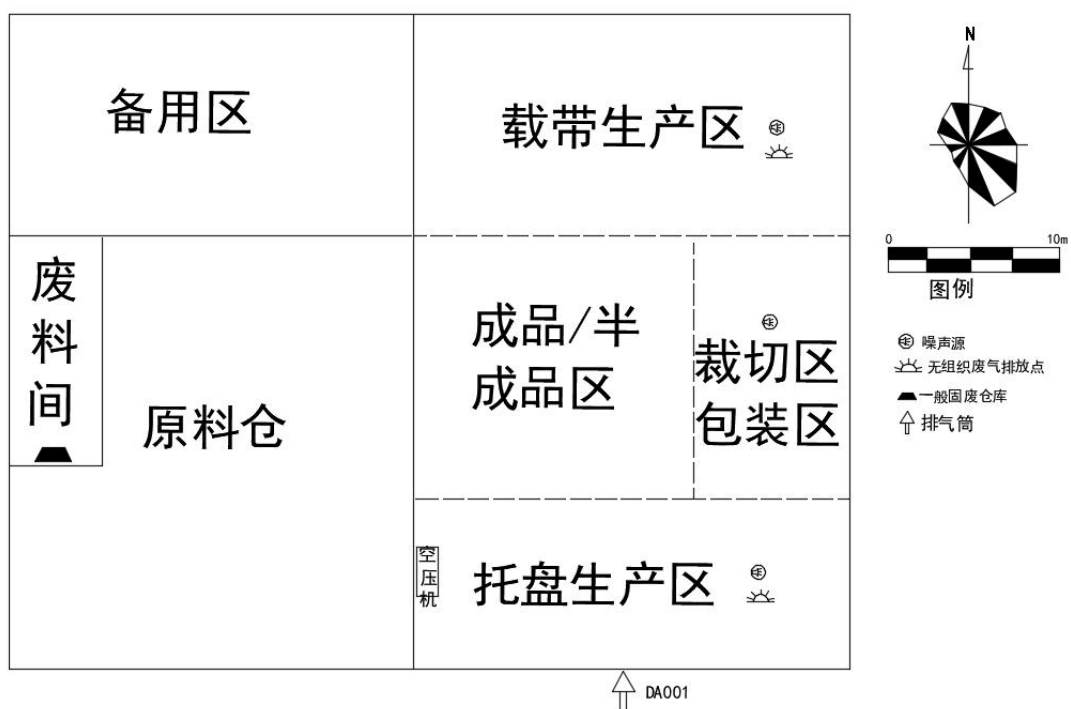 备用区
载带生产区
N
0 10m
图例
噪声源
无组织废气排放点
一般固废仓库
排气筒
废料间
原料仓
成品/半
成品区
裁切区
包装区
空压机
托盘生产区
DA001